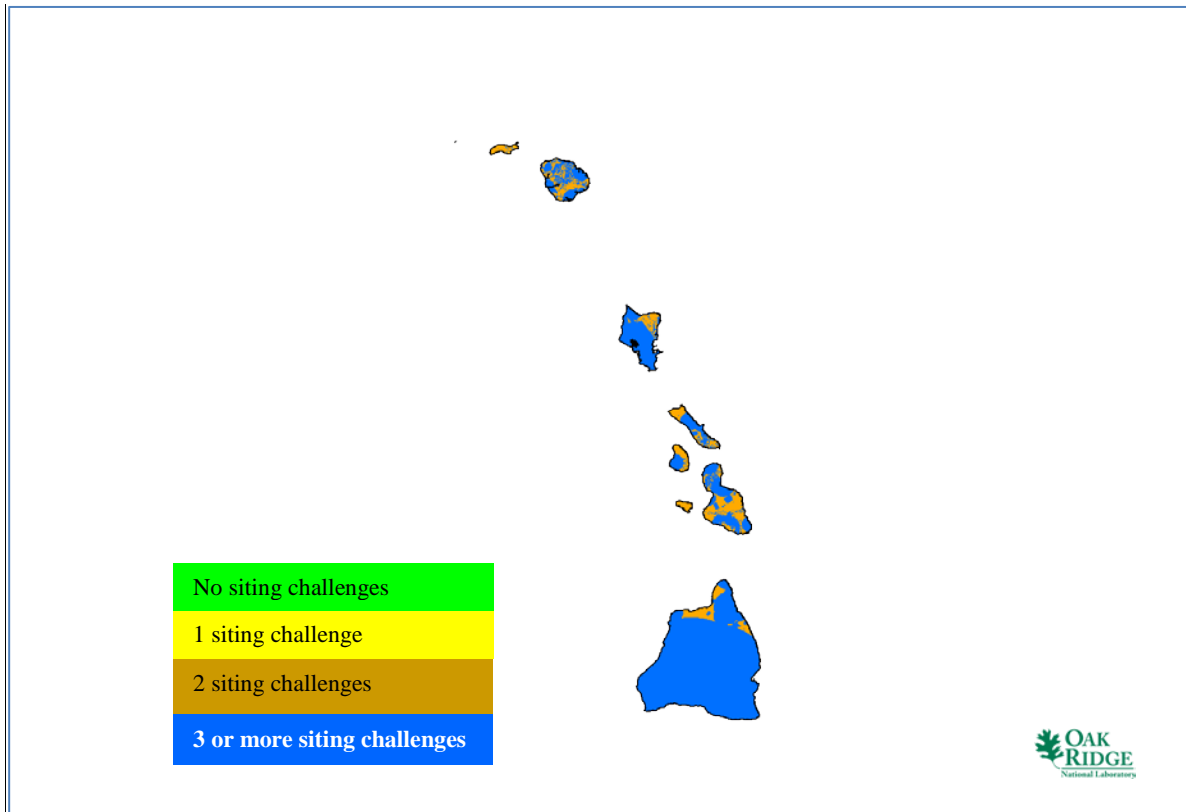 No siting challenges
1 siting challenge
2 siting challenges
3 or more siting challenges
OAK
RIDGE
National Laboratory